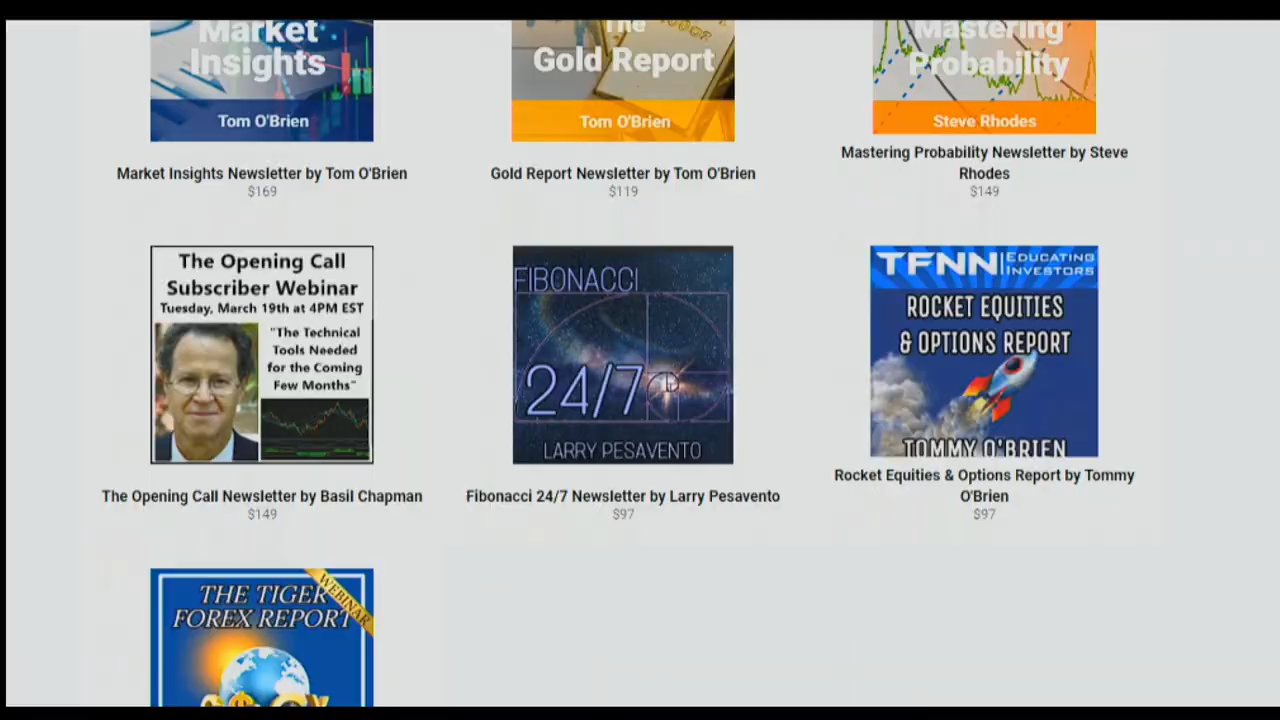 Market
Insights
Tom O'Brien
Market Insights Newsletter by Tom O'Brien
$169
The
Gold Report
Tom O'Brien
Gold Report Newsletter by Tom O'Brien
$119
Mastering
Probability
Steve Rhodes
Mastering Probability Newsletter by Steve
Rhodes
$149
The Opening Call
Subscriber Webinar
Tuesday, March 19th at 4PM EST
"The Technical
Tools Needed
for the Coming
Few Months"
The Opening Call Newsletter by Basil Chapman
$149
FIBONACCI
24/7
LARRY PESAVENTO
Fibonacci 24/7 Newsletter by Larry Pesavento
$97
TFNN EDUCATING
INVESTORS
ROCKET EQUITIES
& OPTIONS REPORT
TOMMY O'BRIEN
Rocket Equities & Options Report by Tommy
O'Brien
$97
THE TIGER
FOREX REPORT
WEBINAR